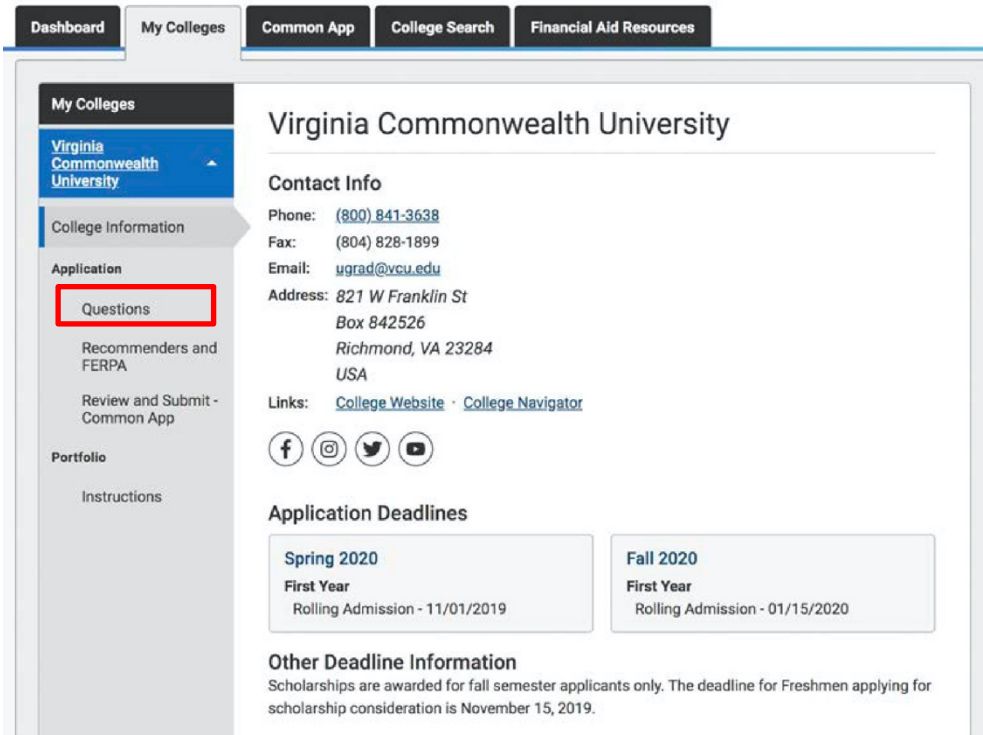 Dashboard My Colleges Common App College Search Financial Aid Resources
My Colleges
Virginia
Commonwealth
University
College Information
Application
Questions
Recommenders and
FERPA
Review and Submit -
Common App
Portfolio
Instructions
Virginia Commonwealth University
Contact Info
Phone: (800) 841-3638
Fax: (804) 828-1899
Email: ugrad@vcu.edu
Address: 821 W Franklin St
Box 842526
Richmond, VA 23284
USA
Links: College Website · College Navigator
Application Deadlines
Spring 2020
First Year
Rolling Admission - 11/01/2019
Fall 2020
First Year
Rolling Admission - 01/15/2020
Other Deadline Information
Scholarships are awarded for fall semester applicants only. The deadline for Freshmen applying for
scholarship consideration is November 15, 2019.